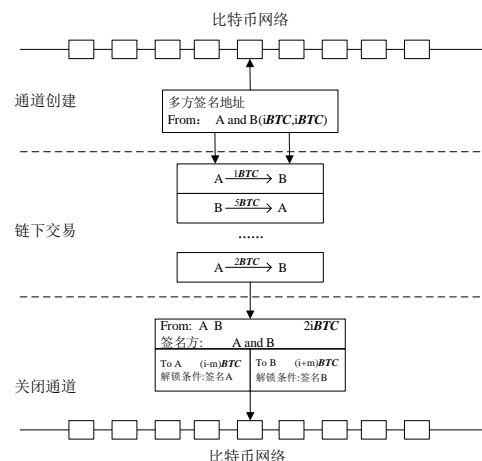 比特币网络
通道创建
多方签名地址
From： A and B(iBTC,iBTC)
A 1BTC B
B 5BTC A
......
链下交易
A 2BTC B
From: A B 2iBTC
签名方: A and B
To A (i-m)BTC
解锁条件:签名A
To B (i+m)BTC
解锁条件:签名B
关闭通道
比特币网络